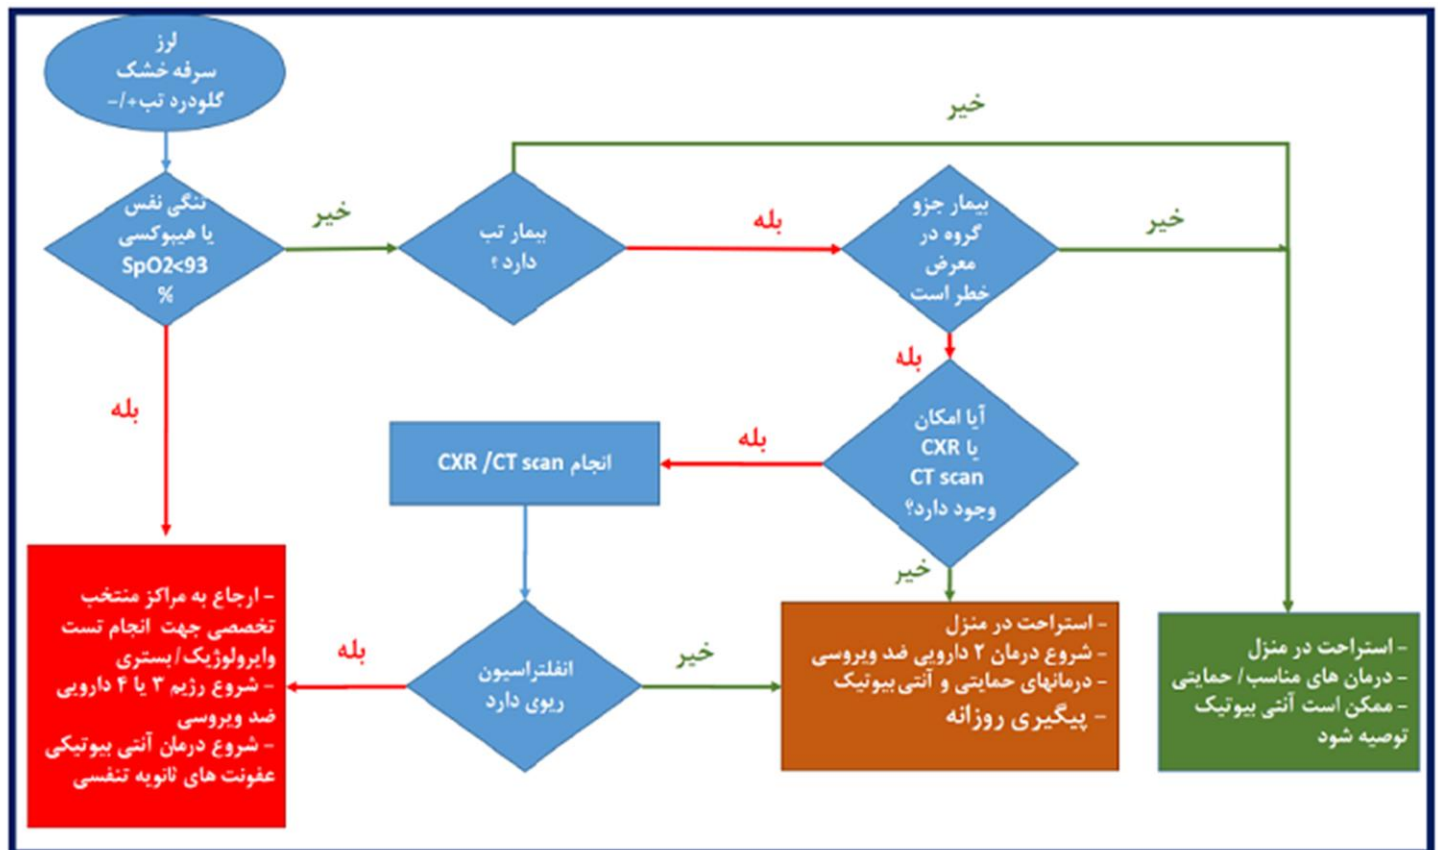 لرز
سرفه خشک
گلودرد تب+/-
خیر
تنگی نفس
یا هیپوکسی
SpO2<93
%
خیر
بیمار تب
دارد ؟
بله
بیمار جزو
گروه در
معرض
خطر است
خیر
بله
بله
آیا امکان
CXR یا
CT scan
وجود دارد؟
بله
انجام CXR /CT scan
خیر
- ارجاع به مراکز منتخب
تخصصی جهت انجام تست
وایرولوژیک/بستری
- شروع رژیم ۳ یا ۴ دارویی
ضد ویروسی
- شروع درمان آنتی بیوتیکی
عفونت های ثانویه تنفسی
بله
انفلتراسیون
ریوی دارد
خیر
- استراحت در منزل
- شروع درمان ۲ دارویی ضد ویروسی
- درمانهای حمایتی و آنتی بیوتیک
- پیگیری روزانه
- استراحت در منزل
- درمان های مناسب/ حمایتی
- ممکن است آنتی بیوتیک
توصیه شود